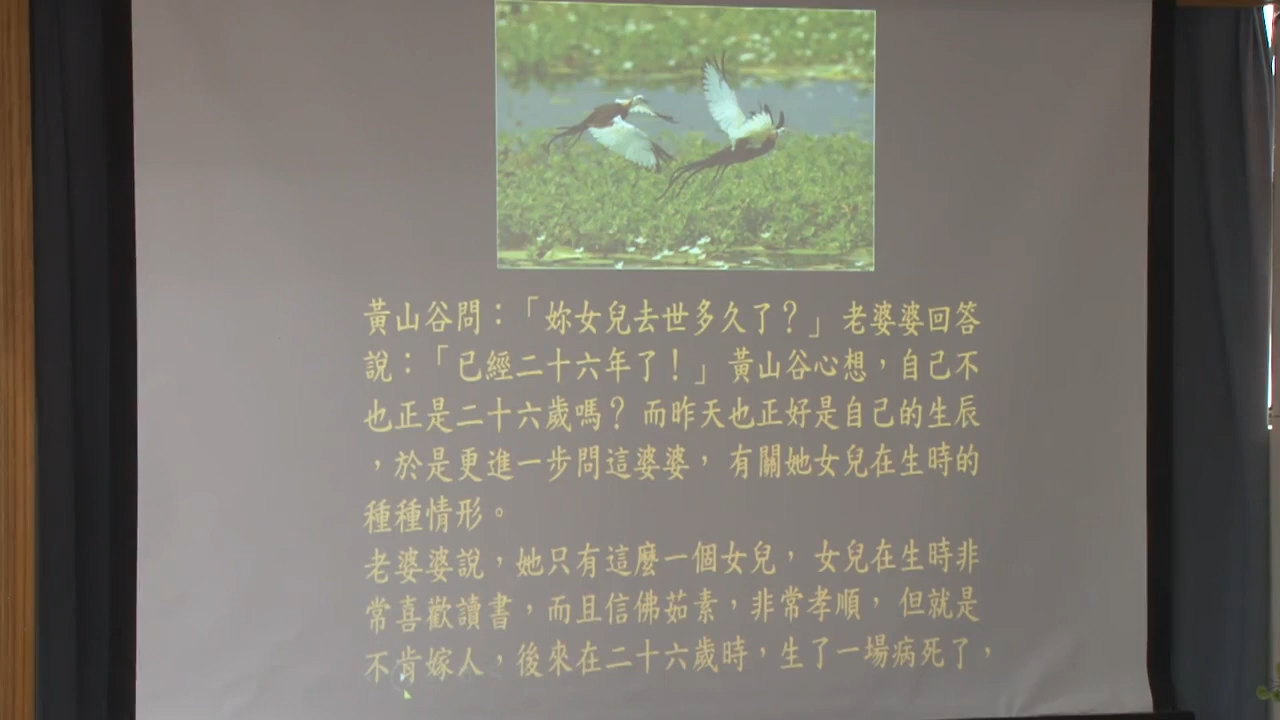 黃山谷問：「妳女兒去世多久了？」老婆婆回答
說：「已經二十六年了！」黃山谷心想，自己不
也正是二十六歲嗎？而昨天也正好是自己的生辰
，於是更進一步問這婆婆，有關她女兒在生時的
種種情形。
老婆婆說，她只有這麼一個女兒，女兒在生時非
常喜歡讀書，而且信佛茹素，非常孝順，但就是
不肯嫁人，後來在二十六歲時，生了一場病死了，